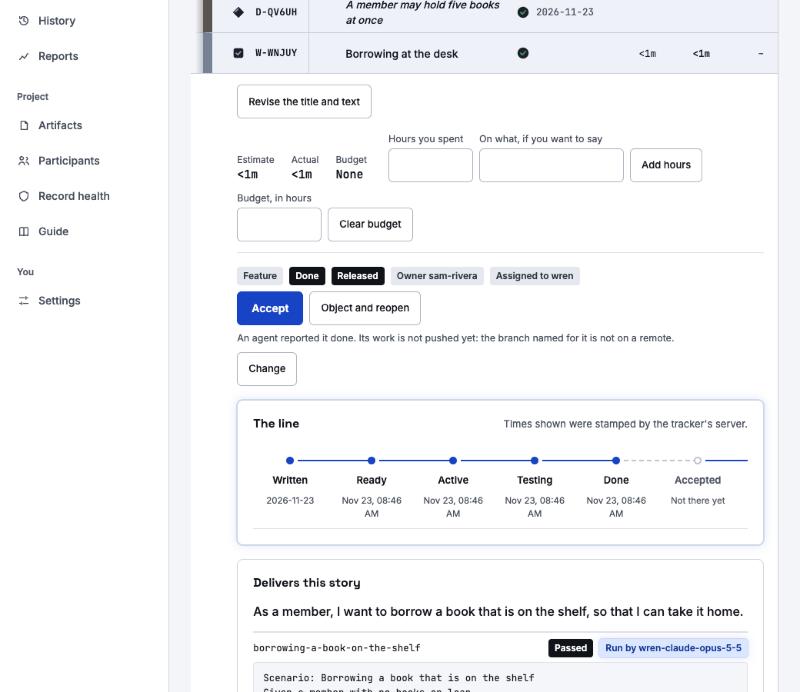 History
Reports
Project
Artifacts
Participants
Record health
Guide
You
Settings
D-QV6UH
A member may hold five books
at once
2026-11-23
W-WNJUY
Borrowing at the desk
<1m
<1m
–
Revise the title and text
Hours you spent
On what, if you want to say
Estimate
<1m
Actual
<1m
Budget
None
Add hours
Budget, in hours
Clear budget
Feature
Done
Released
Owner sam-rivera
Assigned to wren
Accept
Object and reopen
An agent reported it done. Its work is not pushed yet: the branch named for it is not on a remote.
Change
The line
Times shown were stamped by the tracker's server.
Written
2026-11-23
Ready
Nov 23, 08:46
AM
Active
Nov 23, 08:46
AM
Testing
Nov 23, 08:46
AM
Done
Nov 23, 08:46
AM
Accepted
Not there yet
Delivers this story
As a member, I want to borrow a book that is on the shelf, so that I can take it home.
borrowing-a-book-on-the-shelf
Passed
Run by wren-claude-opus-5-5
Scenario: Borrowing a book that is on the shelf
Given a member with no books on loan